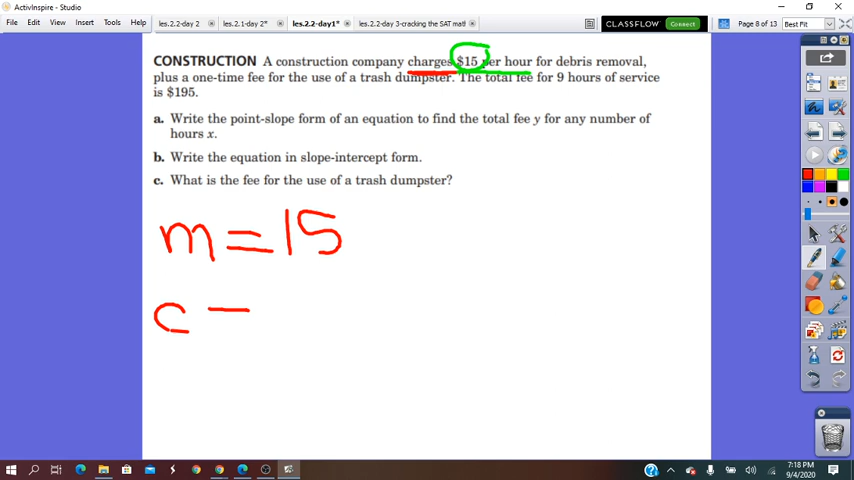 ActivInspire - Studio
File Edit View Insert Tools Help
les.2.2-day 2
les.2.1-day 2*
les.2.2-day1*
les.2.2-day 3-cracking the SAT mat
CLASSFLOW Connect
Page 8 of 13
Best Fit
CONSTRUCTION A construction company charges $15 per hour for debris removal,
plus a one-time fee for the use of a trash dumpster. The total fee for 9 hours of service
is $195.
a. Write the point-slope form of an equation to find the total fee y for any number of
hours x.
b. Write the equation in slope-intercept form.
c. What is the fee for the use of a trash dumpster?
m = 15
c –
7:18 PM
9/4/2020